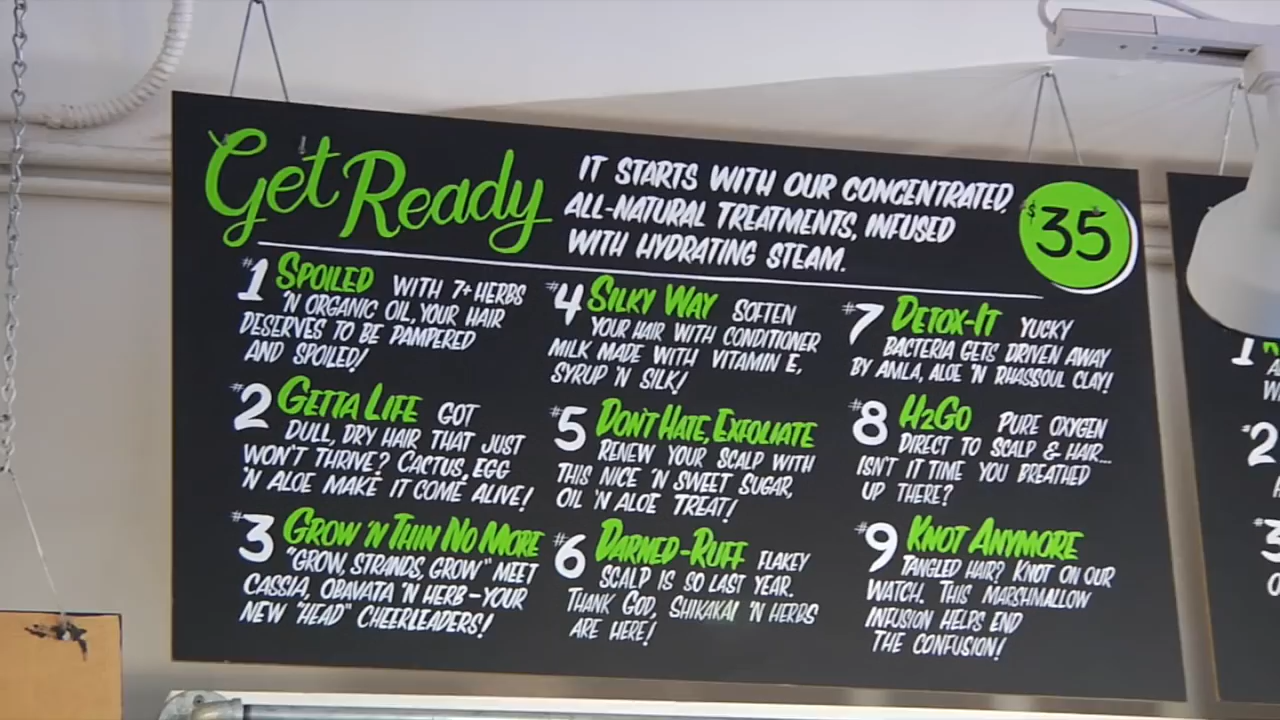 Get Ready
IT STARTS WITH OUR CONCENTRATED,
ALL-NATURAL TREATMENTS, INFUSED
WITH HYDRATING STEAM.
$35
#1 SPOILED WITH 7+ HERBS
'N ORGANIC OIL, YOUR HAIR
DESERVES TO BE PAMPERED
AND SPOILED!
#2 GETTA LIFE GOT
DULL, DRY HAIR THAT JUST
WON'T THRIVE? CACTUS, EGG
'N ALOE MAKE IT COME ALIVE!
#3 GROW 'N THIN NO MORE
"GROW, STRANDS, GROW" MEET
CASSIA, OBAVATA 'N HERB-YOUR
NEW "HEAD" CHEERLEADERS!
#4 SILKY WAY SOFTEN
YOUR HAIR WITH CONDITIONER
MILK MADE WITH VITAMIN E,
SYRUP 'N SILK!
#5 DON'T HATE, EXFOLIATE
RENEW YOUR SCALP WITH
THIS NICE 'N SWEET SUGAR,
OIL 'N ALOE TREAT!
#6 DARNED-RUFF FLAKEY
SCALP IS SO LAST YEAR.
THANK GOD, SHIKAKAI 'N HERBS
ARE HERE!
#7 DETOX-IT YUCKY
BACTERIA GETS DRIVEN AWAY
BY AMLA, ALOE 'N RHASSOUL CLAY!
#8 H2GO PURE OXYGEN
DIRECT TO SCALP & HAIR...
ISN'T IT TIME YOU BREATHED
UP THERE?
#9 KNOT ANYMORE
TANGLED HAIR? KNOT ON OUR
WATCH. THIS MARSHMALLOW
INFUSION HELPS END
THE CONFUSION!
1
#2
#3